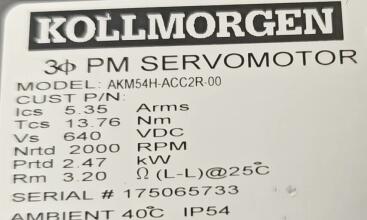 KOLLMORGEN
3ϕ PM SERVOMOTOR
MODEL: AKM54H-ACC2R-00
CUST P/N:
Ics 5.35 Arms
Tcs 13.76 Nm
Vs 640 VDC
Nrtd 2000 RPM
Prtd 2.47 kW
Rm 3.20 Ω (L-L)@25℃
SERIAL # 175065733
AMBIENT 40℃ IP54